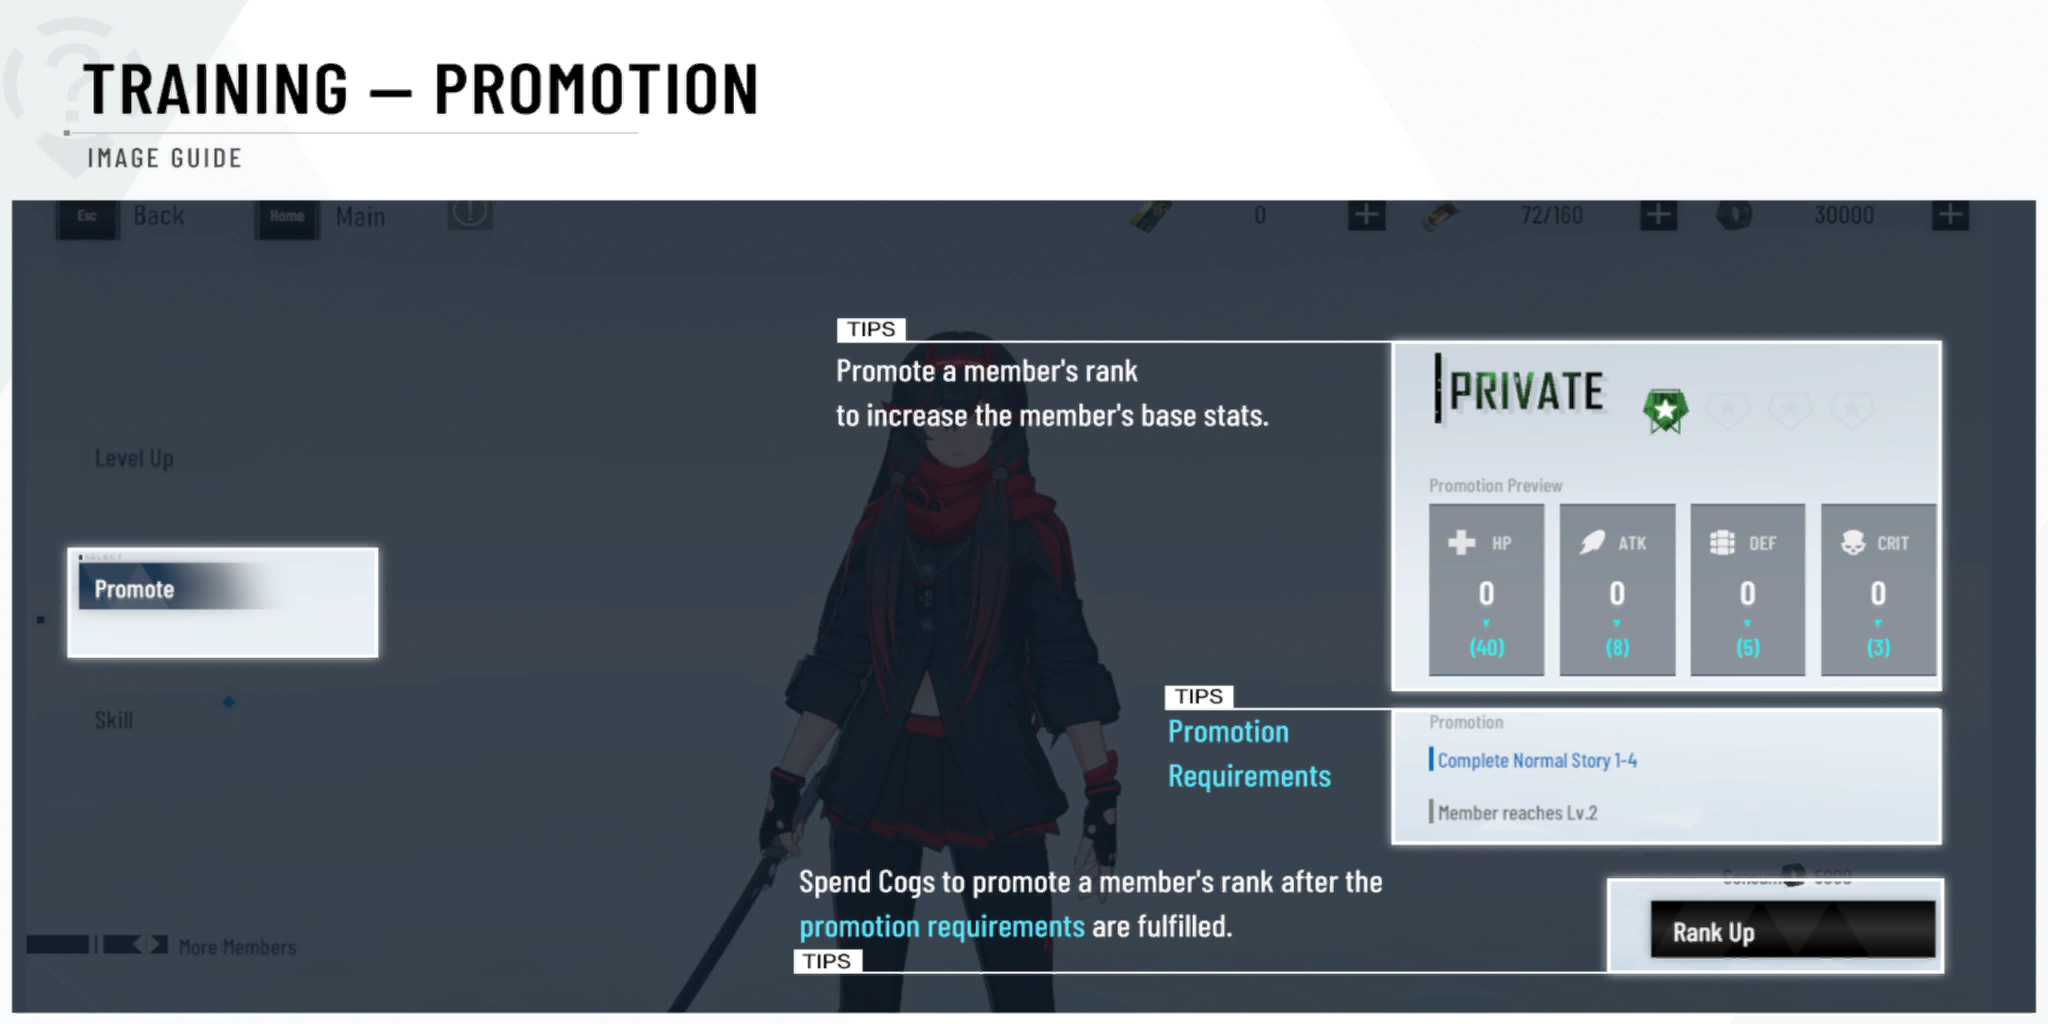 TRAINING — PROMOTION
IMAGE GUIDE
Esc Back Home Main 0 72/160 30000
TIPS
Promote a member's rank
to increase the member's base stats.
PRIVATE
Level Up
Promotion Preview
HP ATK DEF CRIT
0 0 0 0
(40) (8) (5) (3)
SELECT
Promote
TIPS
Promotion
Requirements
Promotion
Complete Normal Story 1-4
Member reaches Lv.2
Skill
Spend Cogs to promote a member's rank after the
promotion requirements are fulfilled.
TIPS
5000
Rank Up
More Members